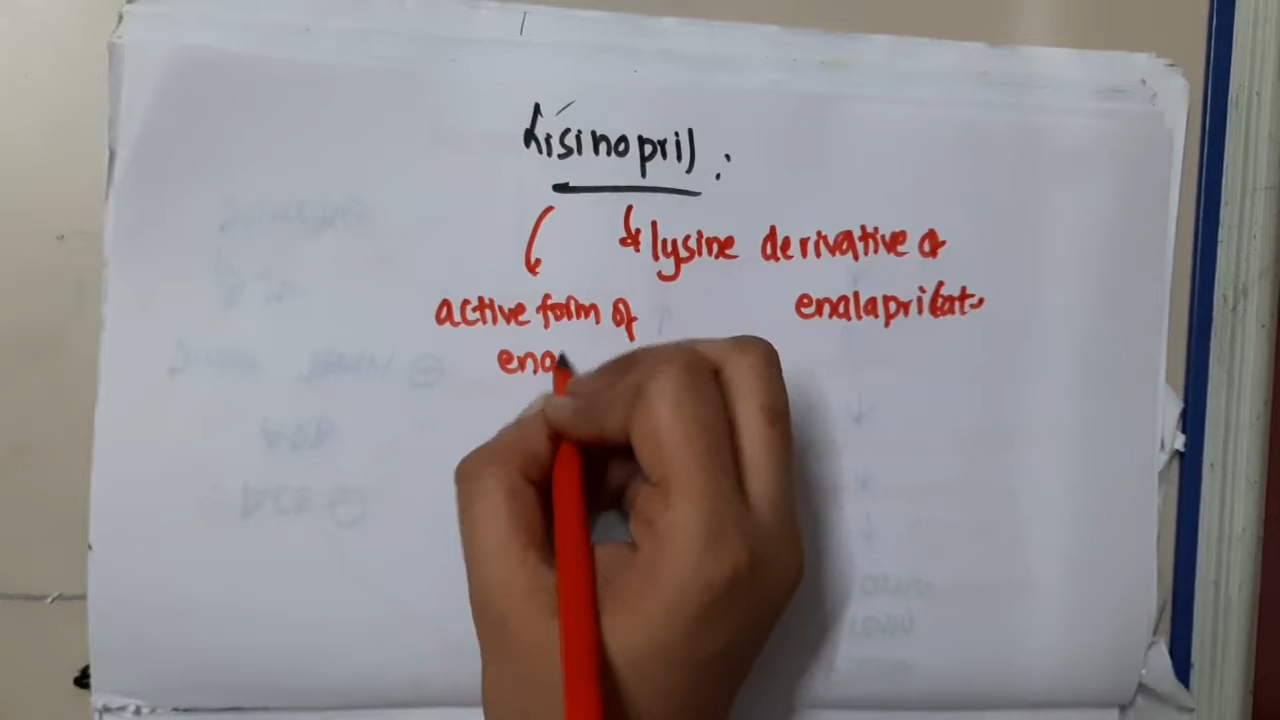 Lisinopril :
lysine derivative of
enalaprilat
active form of
ena